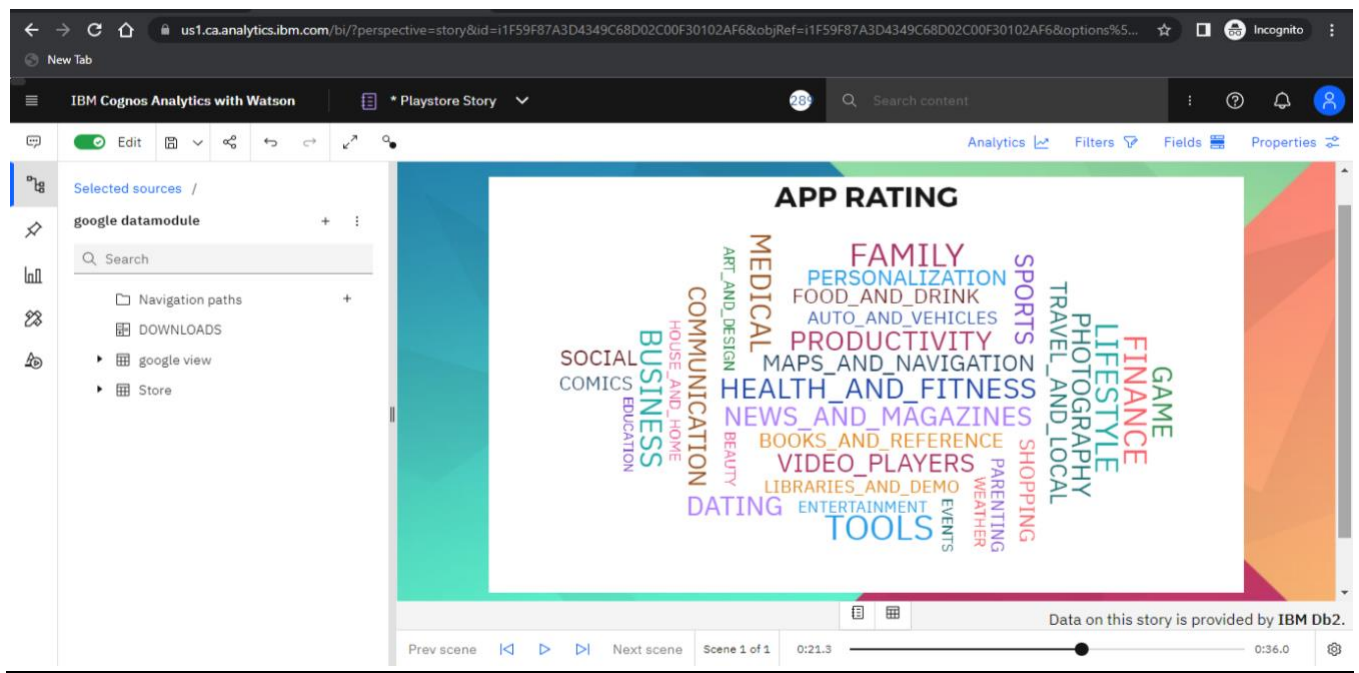 us1.ca.analytics.ibm.com/bi/?perspective=story&id=i1F59F87A3D4349C68D02C00F30102AF6&objRef=i1F59F87A3D4349C68D02C00F30102AF6&options%5...
Incognito
New Tab
IBM Cognos Analytics with Watson
* Playstore Story
289
Search content
Edit
Analytics
Filters
Fields
Properties
Selected sources /
google datamodule
Search
Navigation paths
DOWNLOADS
google view
Store
APP RATING
MEDICAL
ART_AND_DESIGN
FAMILY
PERSONALIZATION
FOOD_AND_DRINK
AUTO_AND_VEHICLES
PRODUCTIVITY
SPORTS
TRAVEL_AND_LOCAL
PHOTOGRAPHY
LIFESTYLE
FINANCE
GAME
COMMUNICATION
HOUSE_AND_HOME
BUSINESS
SOCIAL
MAPS_AND_NAVIGATION
COMICS
EDUCATION
HEALTH_AND_FITNESS
NEWS_AND_MAGAZINES
BEAUTY
BOOKS_AND_REFERENCE
SHOPPING
VIDEO_PLAYERS
PARENTING
WEATHER
LIBRARIES_AND_DEMO
DATING
ENTERTAINMENT
EVENTS
TOOLS
Data on this story is provided by IBM Db2.
Prev scene
Next scene
Scene 1 of 1
0:21.3
0:36.0